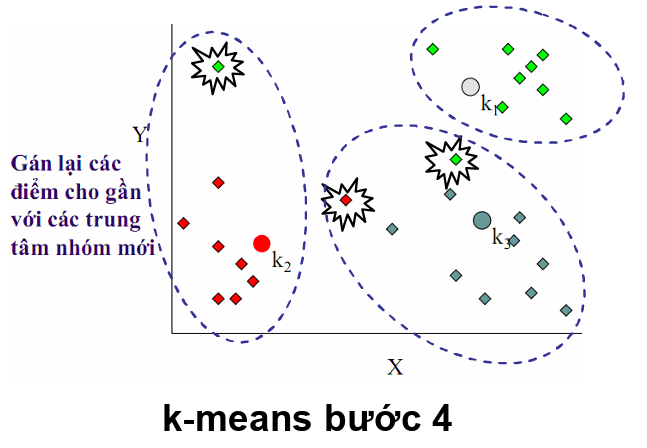 k₁
Y
Gán lại các
điểm cho gần
với các trung
tâm nhóm mới
k₂
k₃
X
k-means bước 4